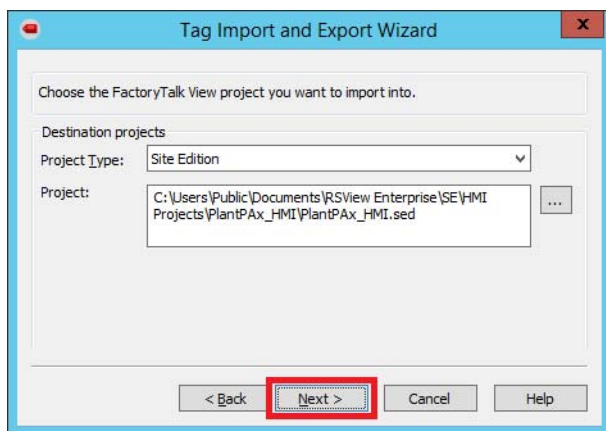 Tag Import and Export Wizard
x
Choose the FactoryTalk View project you want to import into.
Destination projects
Project Type: Site Edition
Project: C:\Users\Public\Documents\RSView Enterprise\SE\HMI
Projects\PlantPAx_HMI\PlantPAx_HMI.sed
...
< Back Next > Cancel Help